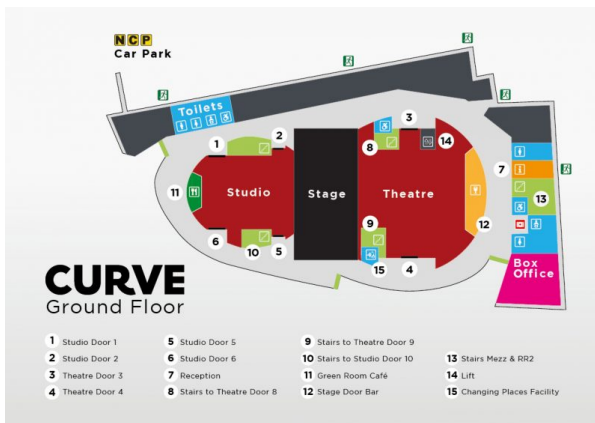 NCP
Car Park
Toilets
1
2
3
8
14
7
13
11
Studio
Stage
Theatre
9
12
6
10
5
15
4
Box
Office
CURVE
Ground Floor
1 Studio Door 1
2 Studio Door 2
3 Theatre Door 3
4 Theatre Door 4
5 Studio Door 5
6 Studio Door 6
7 Reception
8 Stairs to Theatre Door 8
9 Stairs to Theatre Door 9
10 Stairs to Studio Door 10
11 Green Room Café
12 Stage Door Bar
13 Stairs Mezz & RR2
14 Lift
15 Changing Places Facility